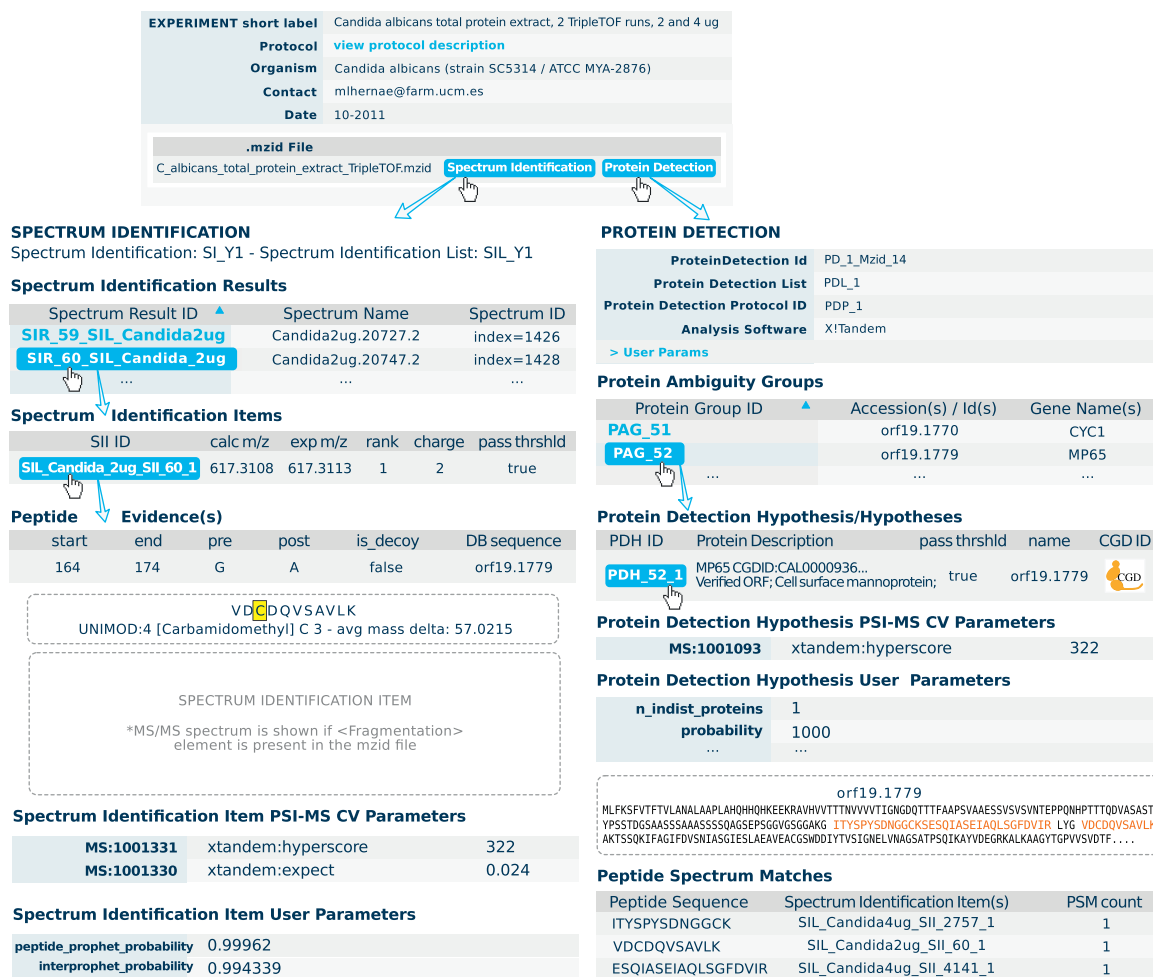 EXPERIMENT short label Candida albicans total protein extract, 2 TripleTOF runs, 2 and 4 ug
Protocol view protocol description
Organism Candida albicans (strain SC5314 / ATCC MYA-2876)
Contact mlhernae@farm.ucm.es
Date 10-2011
.mzid File
C_albicans_total_protein_extract_TripleTOF.mzid Spectrum Identification Protein Detection
SPECTRUM IDENTIFICATION
Spectrum Identification: SI_Y1 - Spectrum Identification List: SIL_Y1
Spectrum Identification Results
Spectrum Result ID Spectrum Name Spectrum ID
SIR_59_SIL_Candida2ug Candida2ug.20727.2 index=1426
SIR_60_SIL_Candida_2ug Candida2ug.20747.2 index=1428
... ... ...
Spectrum Identification Items
SII ID calc m/z exp m/z rank charge pass thrshld
SIL_Candida_2ug_SII_60_1 617.3108 617.3113 1 2 true
Peptide Evidence(s)
start end pre post is_decoy DB sequence
164 174 G A false orf19.1779
VDCDQVSAVLK
UNIMOD:4 [Carbamidomethyl] C 3 - avg mass delta: 57.0215
SPECTRUM IDENTIFICATION ITEM
*MS/MS spectrum is shown if <Fragmentation>
element is present in the mzid file
Spectrum Identification Item PSI-MS CV Parameters
MS:1001331 xtandem:hyperscore 322
MS:1001330 xtandem:expect 0.024
Spectrum Identification Item User Parameters
peptide_prophet_probability 0.99962
interprophet_probability 0.994339
PROTEIN DETECTION
ProteinDetection Id PD_1_Mzid_14
Protein Detection List PDL_1
Protein Detection Protocol ID PDP_1
Analysis Software X!Tandem
> User Params
Protein Ambiguity Groups
Protein Group ID Accession(s) / Id(s) Gene Name(s)
PAG_51 orf19.1770 CYC1
PAG_52 orf19.1779 MP65
... ... ...
Protein Detection Hypothesis/Hypotheses
PDH ID Protein Description pass thrshld name CGD ID
PDH_52_1 MP65 CGDID:CAL0000936... true orf19.1779 CGD
Verified ORF; Cell surface mannoprotein;
Protein Detection Hypothesis PSI-MS CV Parameters
MS:1001093 xtandem:hyperscore 322
Protein Detection Hypothesis User Parameters
n_indist_proteins 1
probability 1000
... ...
orf19.1779
MLFKSFVTFTVLANALAAPLAHQHHQHKEEKRAVHVVTTTNVVVVTIGNGDQTTTFAAPSVAAESSVSVSVNTEPPQNHPTTTQDVASAST
YPSSTDGSAASSSAAASSSSQAGSEPSGGVGSGGAKG ITYSPYSDNGGCKSESQIASEIAQLSGFDVIR LYG VDCDQVSAVLK
AKTSSQKIFAGIFDVSNIASGIESLAEAVEACGSWDDIYTVSIGNELVNAGSATPSQIKAYVDEGRKALKAAGYTGPVVSVDTF....
Peptide Spectrum Matches
Peptide Sequence Spectrum Identification Item(s) PSM count
ITYSPYSDNGGCK SIL_Candida4ug_SII_2757_1 1
VDCDQVSAVLK SIL_Candida2ug_SII_60_1 1
ESQIASEIAQLSGFDVIR SIL_Candida4ug_SII_4141_1 1